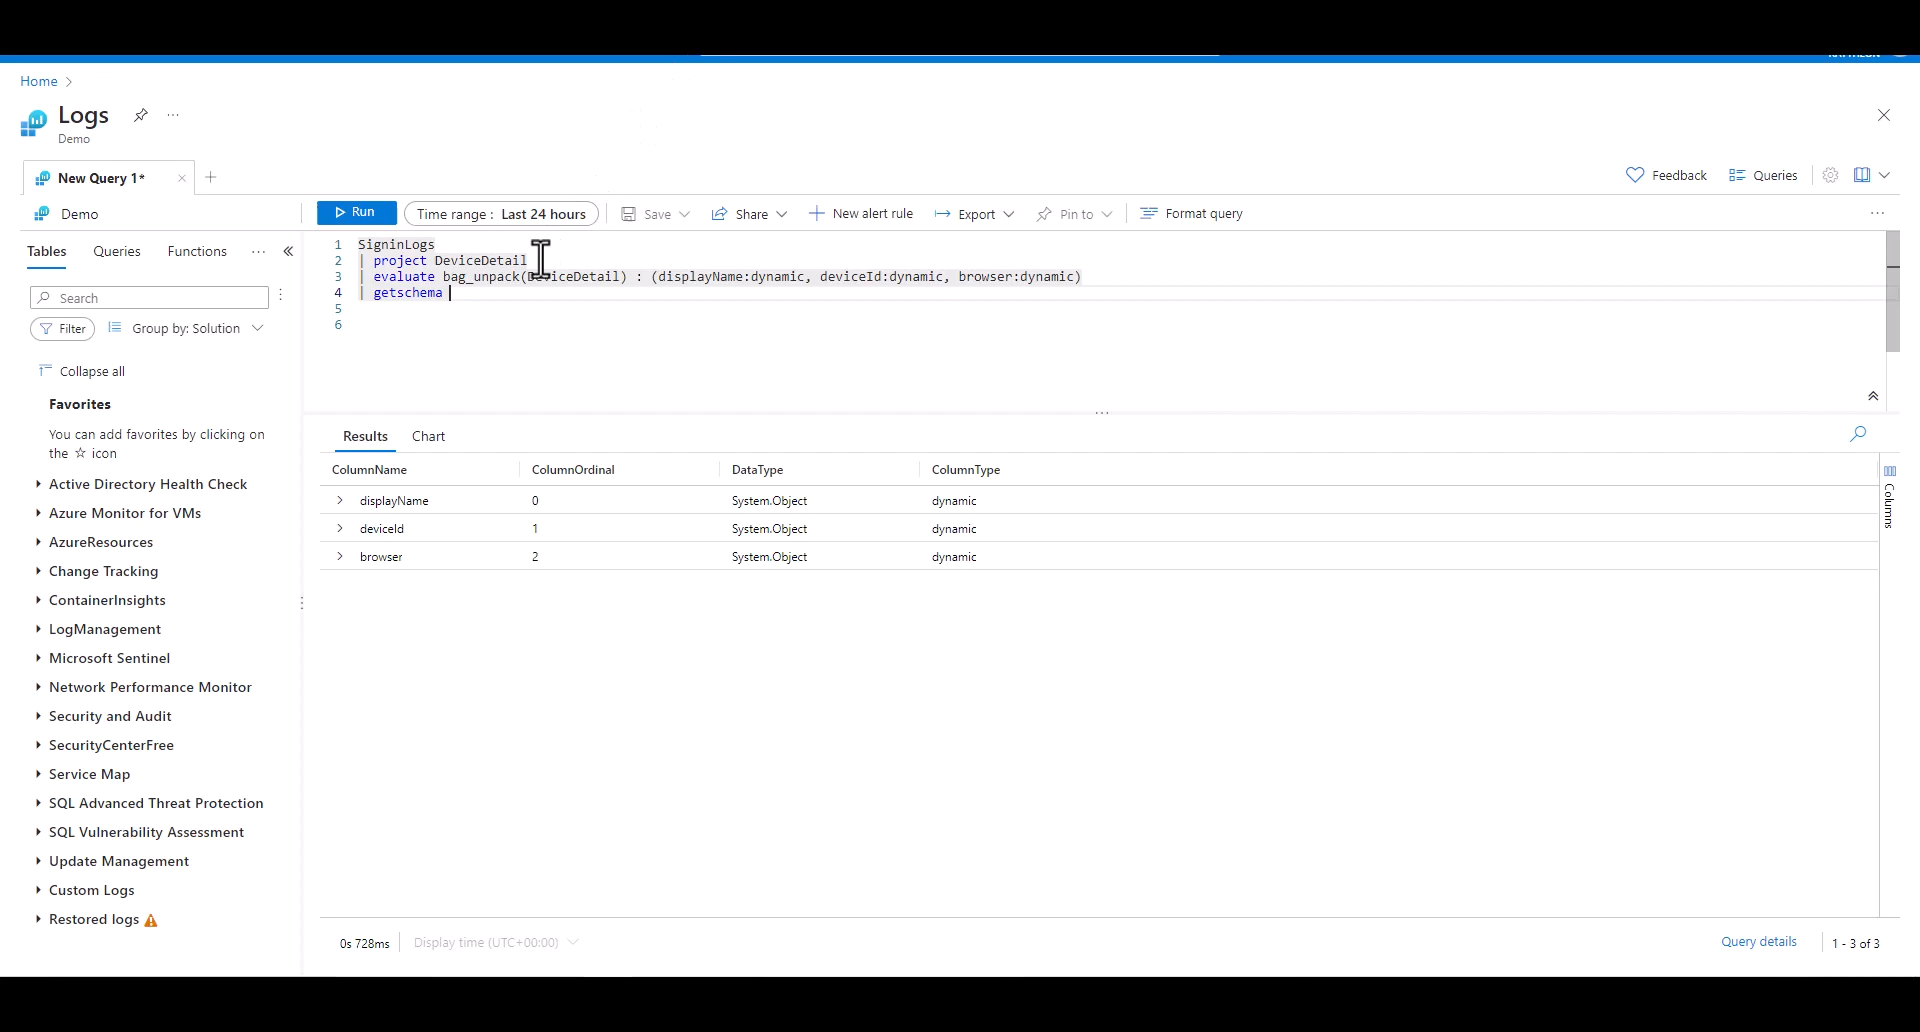 Home >
Logs
Demo
New Query 1*
Feedback
Queries
Demo
Run
Time range : Last 24 hours
Save
Share
New alert rule
Export
Pin to
Format query
Tables
Queries
Functions
Search
Filter
Group by: Solution
Collapse all
Favorites
You can add favorites by clicking on
the ☆ icon
Active Directory Health Check
Azure Monitor for VMs
AzureResources
Change Tracking
ContainerInsights
LogManagement
Microsoft Sentinel
Network Performance Monitor
Security and Audit
SecurityCenterFree
Service Map
SQL Advanced Threat Protection
SQL Vulnerability Assessment
Update Management
Custom Logs
Restored logs
1 SigninLogs
2 | project DeviceDetail
3 | evaluate bag_unpack(DeviceDetail) : (displayName:dynamic, deviceId:dynamic, browser:dynamic)
4 | getschema
5
6
Results
Chart
ColumnName ColumnOrdinal DataType ColumnType
displayName 0 System.Object dynamic
deviceId 1 System.Object dynamic
browser 2 System.Object dynamic
Columns
0s 728ms
Display time (UTC+00:00)
Query details
1 - 3 of 3